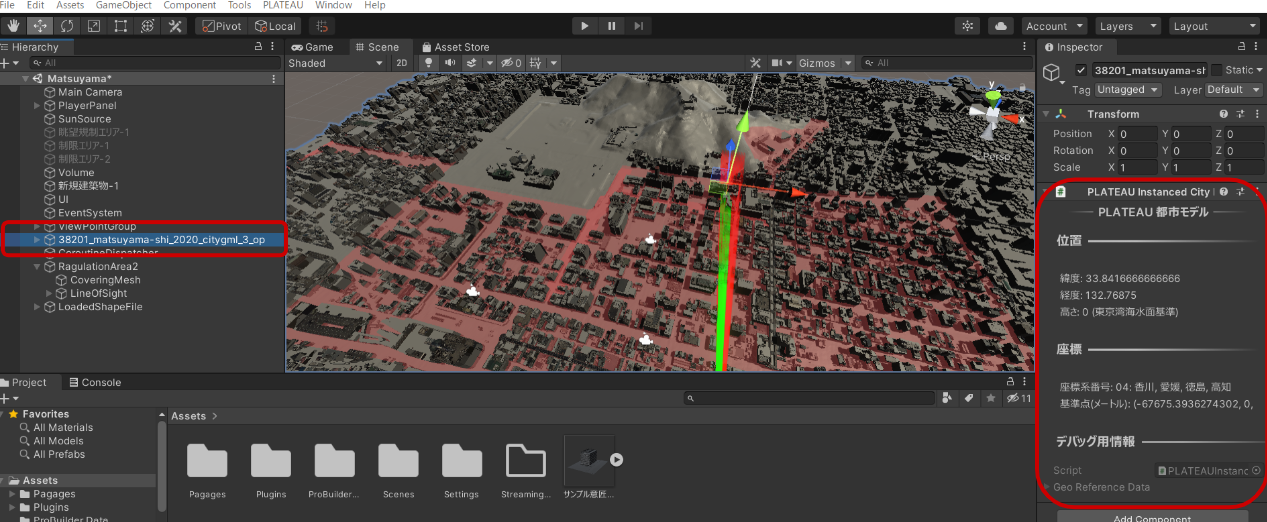 File Edit Assets GameObject Component Tools PLATEAU Window Help
Pivot Local Account Layers Layout
Hierarchy
All
Matsuyama*
Main Camera
PlayerPanel
SunSource
眺望規制エリア-1
制限エリア-1
制限エリア-2
Volume
新規建築物-1
UI
EventSystem
ViewPointGroup
38201_matsuyama-shi_2020_citygml_3_op
CoroutineDispatcher
RagulationArea2
CoveringMesh
LineOfSight
LoadedShapeFile
Game Scene Asset Store
Shaded 2D 0 Gizmos All
y
x
Persp
Inspector
38201_matsuyama-sh Static
Tag Untagged Layer Default
Transform
Position X 0 Y 0 Z 0
Rotation X 0 Y 0 Z 0
Scale X 1 Y 1 Z 1
PLATEAU Instanced City
PLATEAU 都市モデル
位置
緯度: 33.8416666666666
経度: 132.76875
高さ: 0 (東京湾海水面基準)
座標
座標系番号: 04: 香川, 愛媛, 徳島, 高知
基準点(メートル): (-67675.3936274302, 0,
デバッグ用情報
Script PLATEAUInstanc
Geo Reference Data
Add Component
Project Console
11
Favorites
All Materials
All Models
All Prefabs
Assets
Pagages
Plugins
ProBuilder Data
Assets >
Pagages Plugins ProBuilder... Scenes Settings Streaming... サンプル意匠...